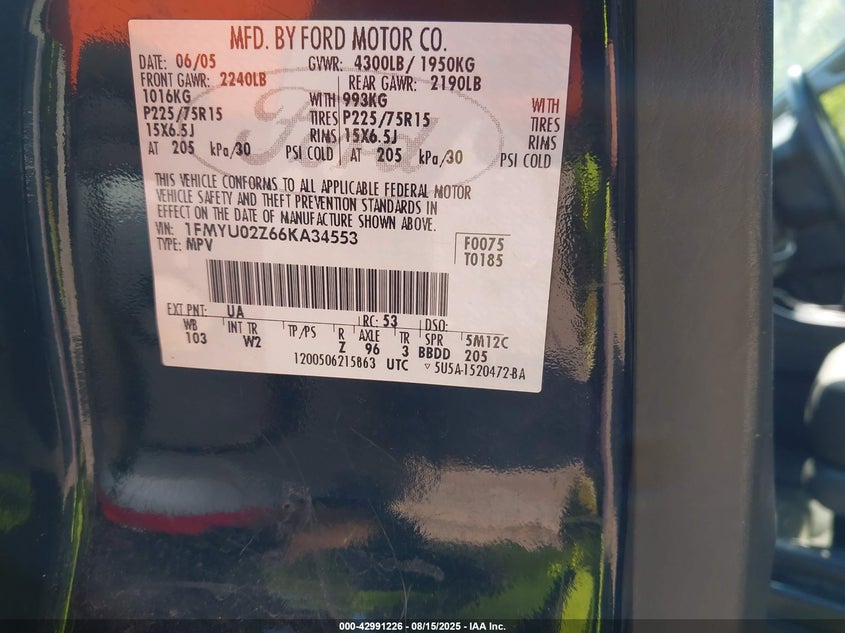 MFD. BY FORD MOTOR CO.
DATE: 06/05 GVWR: 4300LB/ 1950KG
FRONT GAWR: 2240LB REAR GAWR: 2190LB
1016KG WITH 993KG WITH
P225/75R15 TIRES P225/75R15 TIRES
15X6.5J RIMS 15X6.5J RIMS
AT 205 kPa/30 PSI COLD AT 205 kPa/30 PSI COLD
THIS VEHICLE CONFORMS TO ALL APPLICABLE FEDERAL MOTOR
VEHICLE SAFETY AND THEFT PREVENTION STANDARDS IN
EFFECT ON THE DATE OF MANUFACTURE SHOWN ABOVE.
VIN: 1FMYU02Z66KA34553 F0075
TYPE: MPV T0185
EXT PNT: UA RC: 53 DSO:
WB INT TR TP/PS R AXLE TR SPR 5M12C
103 W2 Z 96 3 BBDD 205
1200506215863 UTC ▽ 5U5A-1520472-BA
Ford
000-42991226 - 08/15/2025 - IAA Inc.